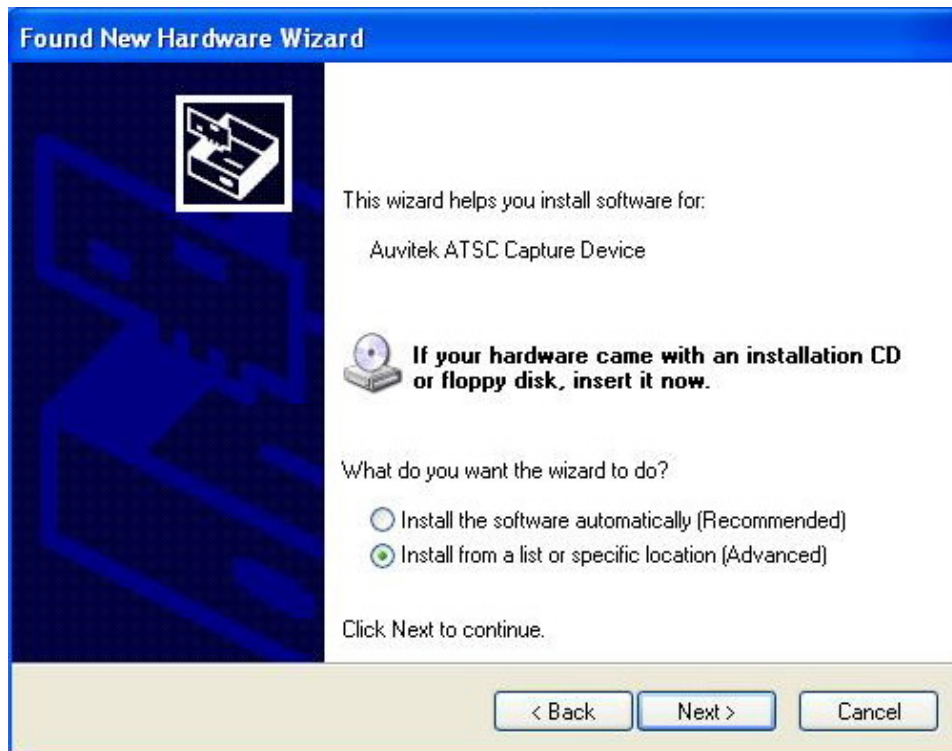 Found New Hardware Wizard
This wizard helps you install software for:
Auvitek ATSC Capture Device
If your hardware came with an installation CD
or floppy disk, insert it now.
What do you want the wizard to do?
Install the software automatically (Recommended)
Install from a list or specific location (Advanced)
Click Next to continue.
< Back Next > Cancel